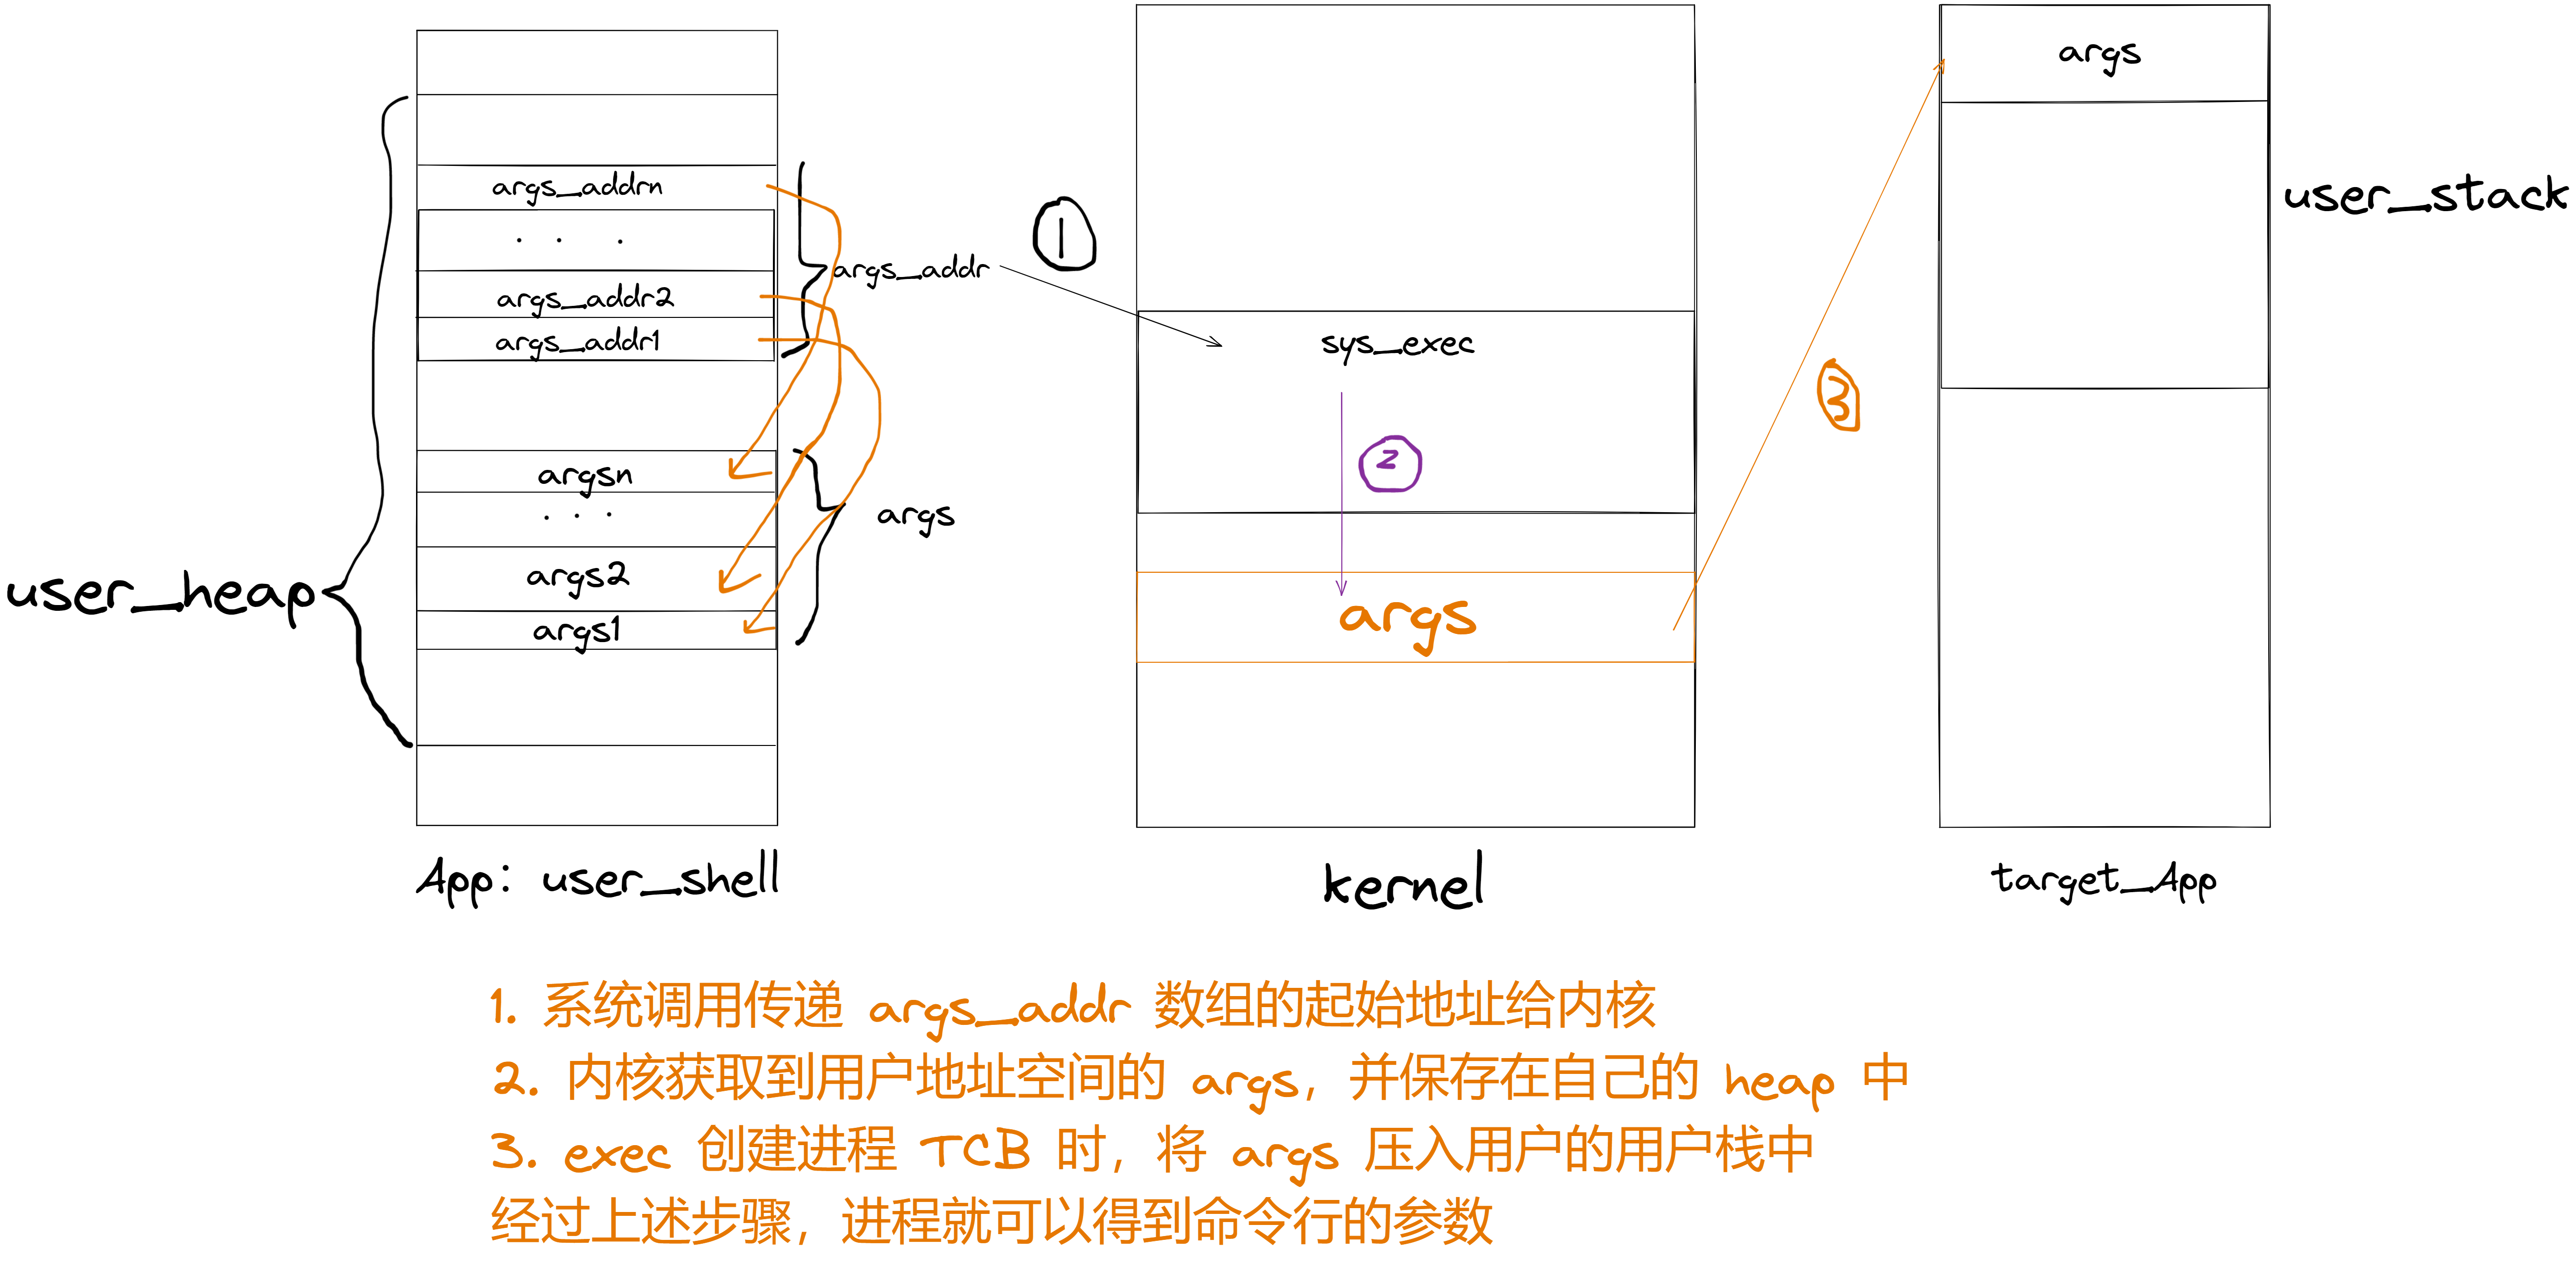 args_addrn
. . .
args_addr2
args_addr1
args_addr
argsn
. . .
args2
args1
args
user_heap
App: user_shell
1
sys_exec
2
args
kernel
3
args
user_stack
target_App
1. 系统调用传递 args_addr 数组的起始地址给内核
2. 内核获取到用户地址空间的 args，并保存在自己的 heap 中
3. exec 创建进程 TCB 时，将 args 压入用户的用户栈中
经过上述步骤，进程就可以得到命令行的参数